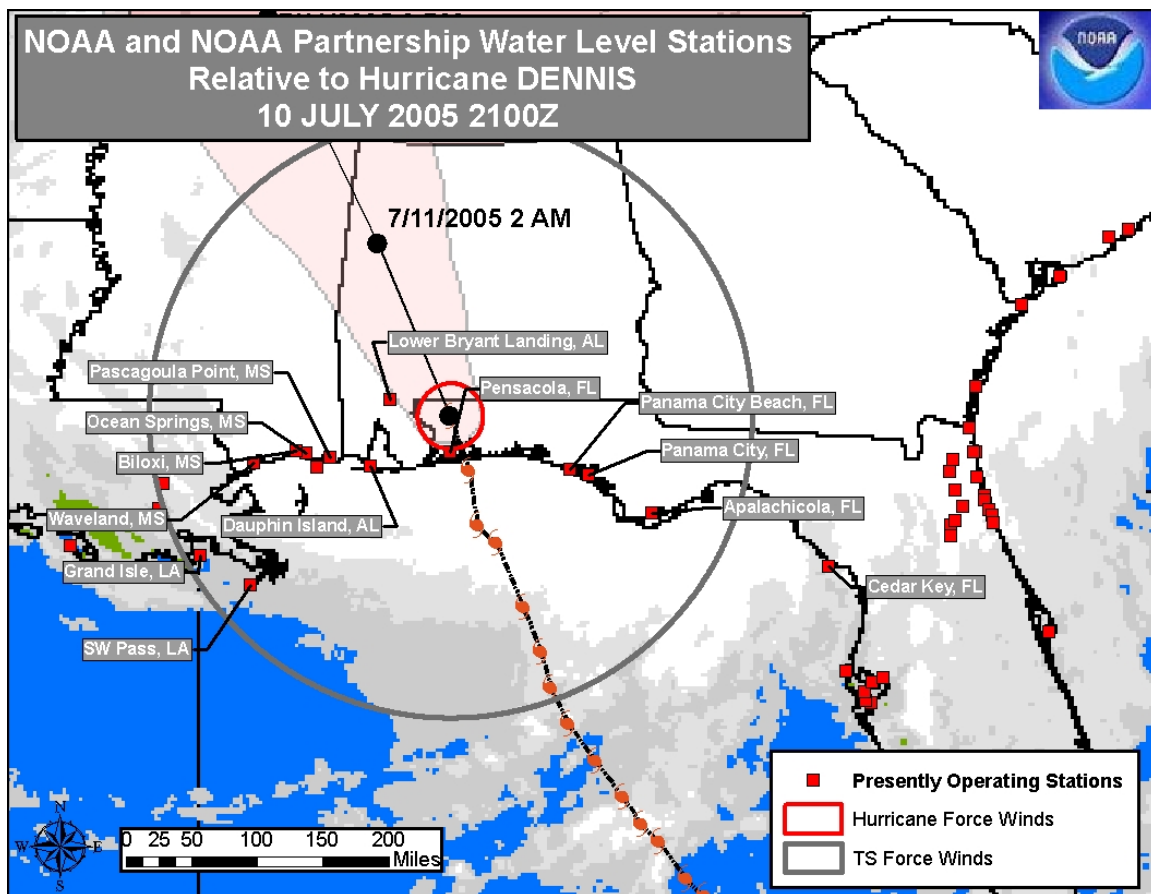 NOAA and NOAA Partnership Water Level Stations
Relative to Hurricane DENNIS
10 JULY 2005 2100Z
NOAA
7/11/2005 2 AM
Lower Bryant Landing, AL
Pascagoula Point, MS
Pensacola, FL
Panama City Beach, FL
Ocean Springs, MS
Panama City, FL
Biloxi, MS
Waveland, MS
Dauphin Island, AL
Apalachicola, FL
Grand Isle, LA
Cedar Key, FL
SW Pass, LA
Presently Operating Stations
Hurricane Force Winds
TS Force Winds
N
W E
S
0 25 50 100 150 200
Miles